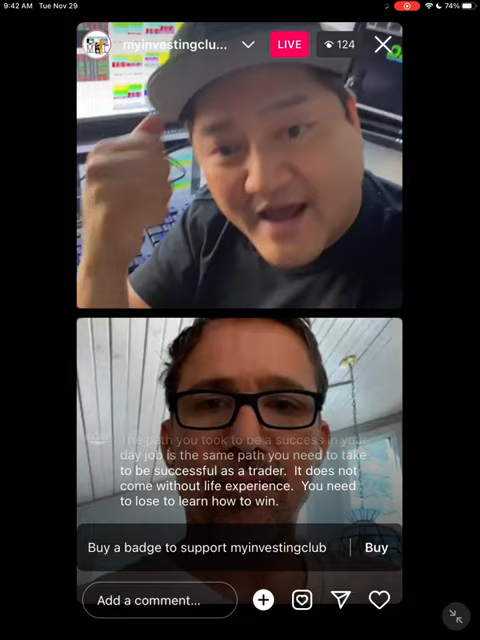 9:42 AM Tue Nov 29
74%
myinvestingclu...
LIVE
124
The path you took to be a success in your
day job is the same path you need to take
to be successful as a trader. It does not
come without life experience. You need
to lose to learn how to win.
Buy a badge to support myinvestingclub
Buy
Add a comment...